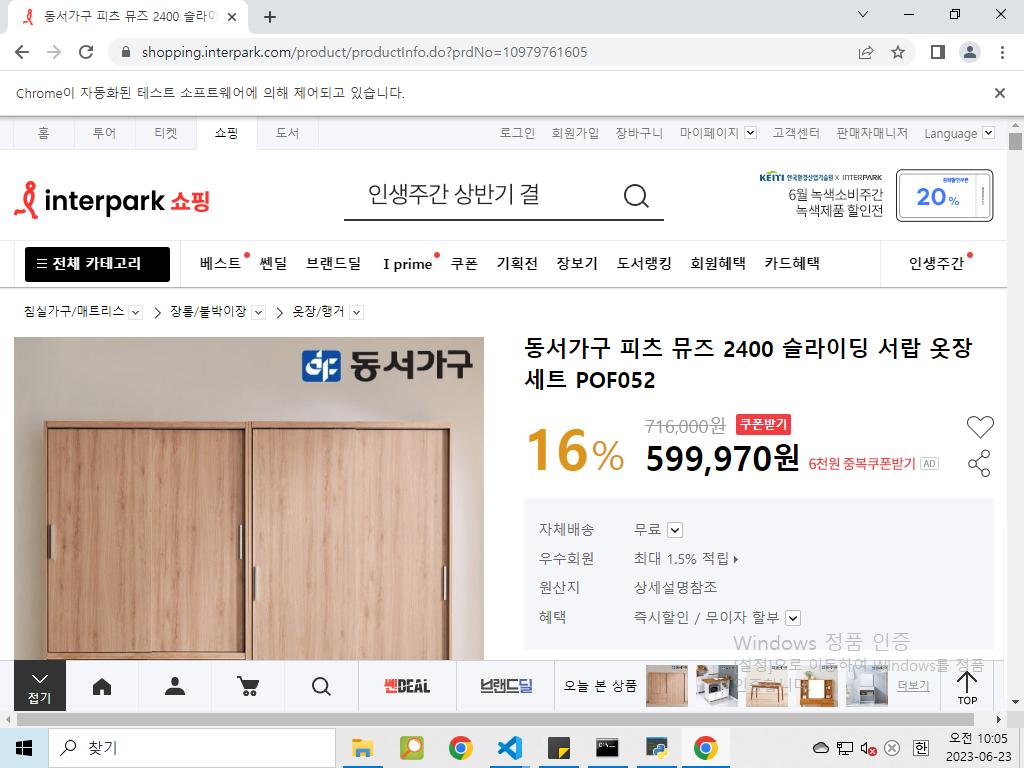 동서가구 피츠 뮤즈 2400 슬라이
shopping.interpark.com/product/productInfo.do?prdNo=10979761605
Chrome이 자동화된 테스트 소프트웨어에 의해 제어되고 있습니다.
홈 투어 티켓 쇼핑 도서 로그인 회원가입 장바구니 마이페이지 고객센터 판매자매니저 Language
interpark 쇼핑
인생주간 상반기 결
KEITI 한국환경산업기술원 X INTERPARK
6월 녹색소비주간
녹색제품 할인전
20%
전체 카테고리 베스트 쎈딜 브랜드딜 I prime 쿠폰 기획전 장보기 도서랭킹 회원혜택 카드혜택 인생주간
침실가구/매트리스 장롱/붙박이장 옷장/행거
동서가구
동서가구 피츠 뮤즈 2400 슬라이딩 서랍 옷장
세트 POF052
16%
716,000원 쿠폰받기
599,970원 6천원 중복쿠폰받기 AD
자체배송 무료
우수회원 최대 1.5% 적립
원산지 상세설명참조
혜택 즉시할인 / 무이자 할부
Windows 정품 인증
[설정]으로 이동하여 Windows를 정품
인증합니다.
접기
쎈DEAL
브랜드딜
오늘 본 상품
더보기
TOP
찾기
한
오전 10:05
2023-06-23